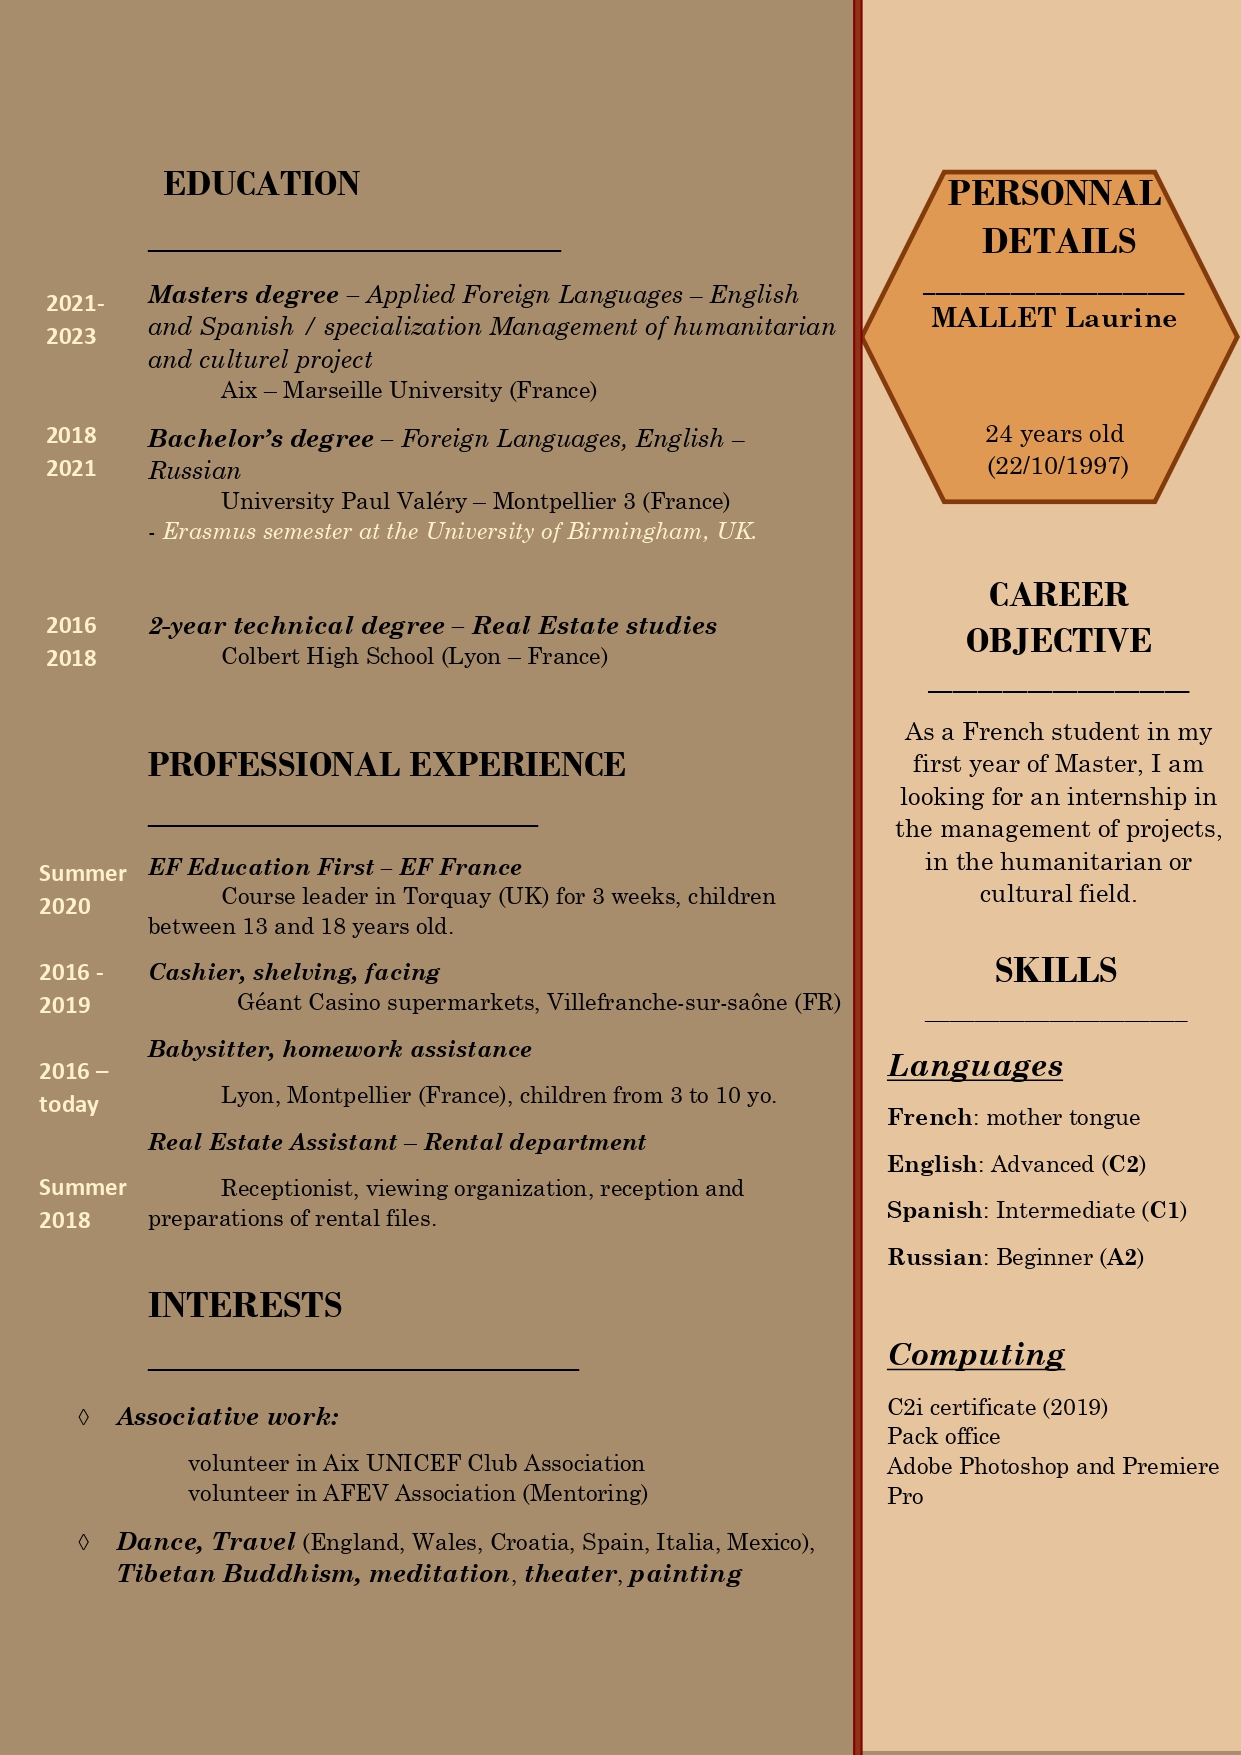 EDUCATION
2021-
2023
Masters degree – Applied Foreign Languages – English
and Spanish / specialization Management of humanitarian
and culturel project
Aix – Marseille University (France)
2018
2021
Bachelor's degree – Foreign Languages, English –
Russian
University Paul Valéry – Montpellier 3 (France)
- Erasmus semester at the University of Birmingham, UK.
2016
2018
2-year technical degree – Real Estate studies
Colbert High School (Lyon – France)
PROFESSIONAL EXPERIENCE
Summer
2020
EF Education First – EF France
Course leader in Torquay (UK) for 3 weeks, children
between 13 and 18 years old.
2016 -
2019
Cashier, shelving, facing
Géant Casino supermarkets, Villefranche-sur-saône (FR)
2016 –
today
Babysitter, homework assistance
Lyon, Montpellier (France), children from 3 to 10 yo.
Summer
2018
Real Estate Assistant – Rental department
Receptionist, viewing organization, reception and
preparations of rental files.
INTERESTS
◊ Associative work:
volunteer in Aix UNICEF Club Association
volunteer in AFEV Association (Mentoring)
◊ Dance, Travel (England, Wales, Croatia, Spain, Italia, Mexico),
Tibetan Buddhism, meditation, theater, painting
PERSONNAL
DETAILS
MALLET Laurine
24 years old
(22/10/1997)
CAREER
OBJECTIVE
As a French student in my
first year of Master, I am
looking for an internship in
the management of projects,
in the humanitarian or
cultural field.
SKILLS
Languages
French: mother tongue
English: Advanced (C2)
Spanish: Intermediate (C1)
Russian: Beginner (A2)
Computing
C2i certificate (2019)
Pack office
Adobe Photoshop and Premiere
Pro